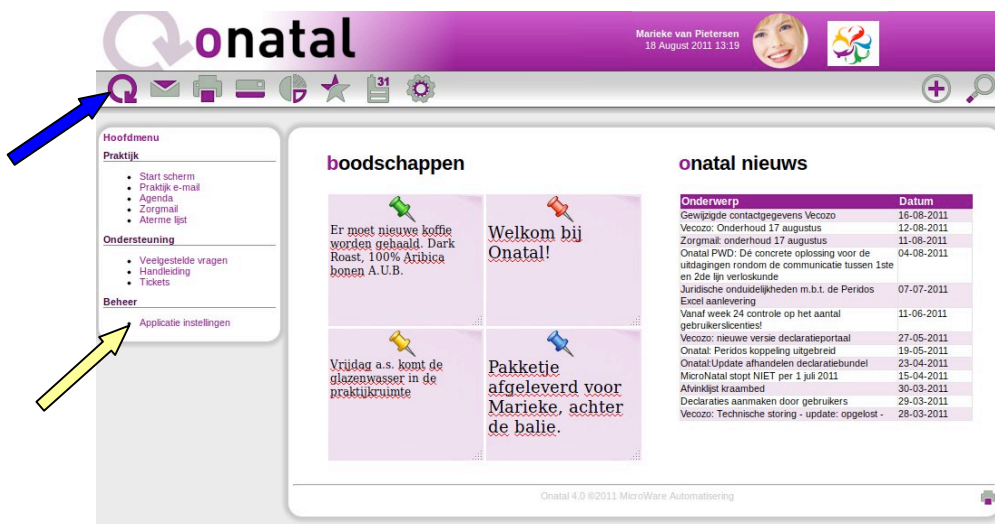 onatal
Marieke van Pietersen
18 August 2011 13:19
31
Hoofdmenu
Praktijk
Start scherm
Praktijk e-mail
Agenda
Zorgmail
Aterme lijst
Ondersteuning
Veelgestelde vragen
Handleiding
Tickets
Beheer
Applicatie instellingen
boodschappen
Er moet nieuwe koffie
worden gehaald. Dark
Roast, 100% Aribica
bonen A.U.B.
Welkom bij
Onatal!
Vrijdag a.s. komt de
glazenwasser in de
praktijkruimte
Pakketje
afgeleverd voor
Marieke, achter
de balie.
onatal nieuws
Onderwerp Datum
Gewijzigde contactgegevens Vecozo 16-08-2011
Vecozo: Onderhoud 17 augustus 12-08-2011
Zorgmail: onderhoud 17 augustus 11-08-2011
Onatal PWD: Dé concrete oplossing voor de 04-08-2011
uitdagingen rondom de communicatie tussen 1ste
en 2de lijn verloskunde
Juridische onduidelijkheden m.b.t. de Peridos 07-07-2011
Excel aanlevering
Vanaf week 24 controle op het aantal 11-06-2011
gebruikerslicenties!
Vecozo: nieuwe versie declaratieportaal 27-05-2011
Onatal: Peridos koppeling uitgebreid 19-05-2011
Onatal:Update afhandelen declaratiebundel 23-04-2011
MicroNatal stopt NIET per 1 juli 2011 15-04-2011
Afvinklijst kraambed 30-03-2011
Declaraties aanmaken door gebruikers 29-03-2011
Vecozo: Technische storing - update: opgelost - 28-03-2011
Onatal 4.0 ©2011 MicroWare Automatisering